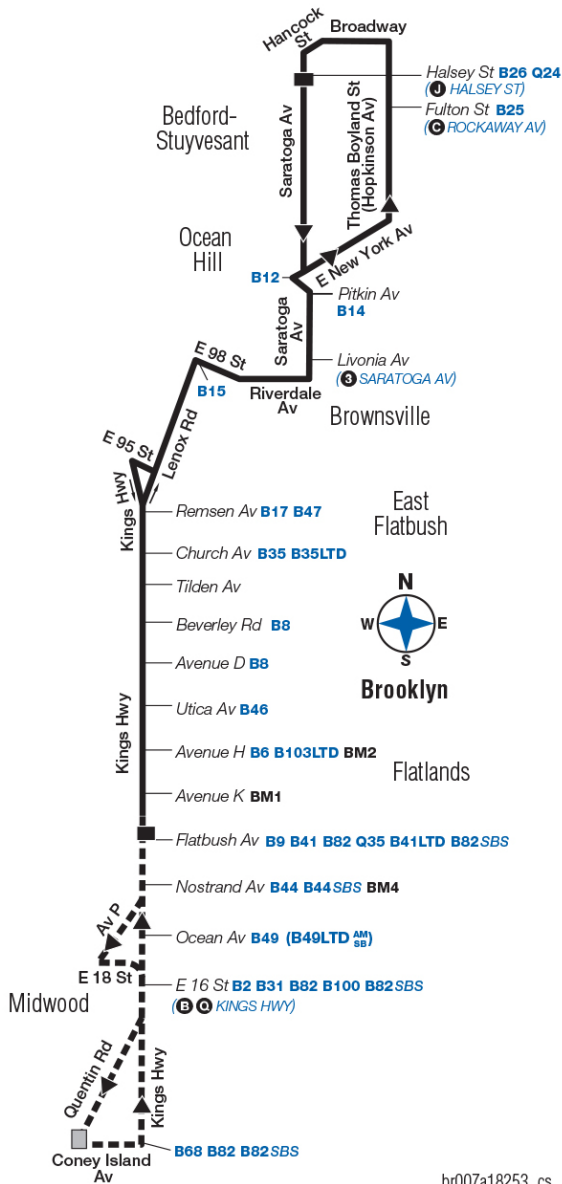 Hancock
St
Broadway
Halsey St B26 Q24
(J HALSEY ST)
Fulton St B25
(C ROCKAWAY AV)
Bedford-
Stuyvesant
Saratoga Av
Thomas Boyland St
(Hopkinson Av)
Ocean
Hill
E New York Av
B12
Pitkin Av
B14
Saratoga
Av
E 98 St
Livonia Av
(3 SARATOGA AV)
B15
Riverdale
Av
Brownsville
Lenox Rd
E 95 St
Kings Hwy
East
Flatbush
Remsen Av B17 B47
Church Av B35 B35LTD
Tilden Av
N
W E
S
Beverley Rd B8
Avenue D B8
Brooklyn
Utica Av B46
Kings Hwy
Avenue H B6 B103LTD BM2
Flatlands
Avenue K BM1
Flatbush Av B9 B41 B82 Q35 B41LTD B82SBS
Nostrand Av B44 B44SBS BM4
Av P
Ocean Av B49 (B49LTD AM SB)
E 18 St
E 16 St B2 B31 B82 B100 B82SBS
(B Q KINGS HWY)
Midwood
Quentin Rd
Kings Hwy
B68 B82 B82SBS
Coney Island
Av
br007a18253_cs